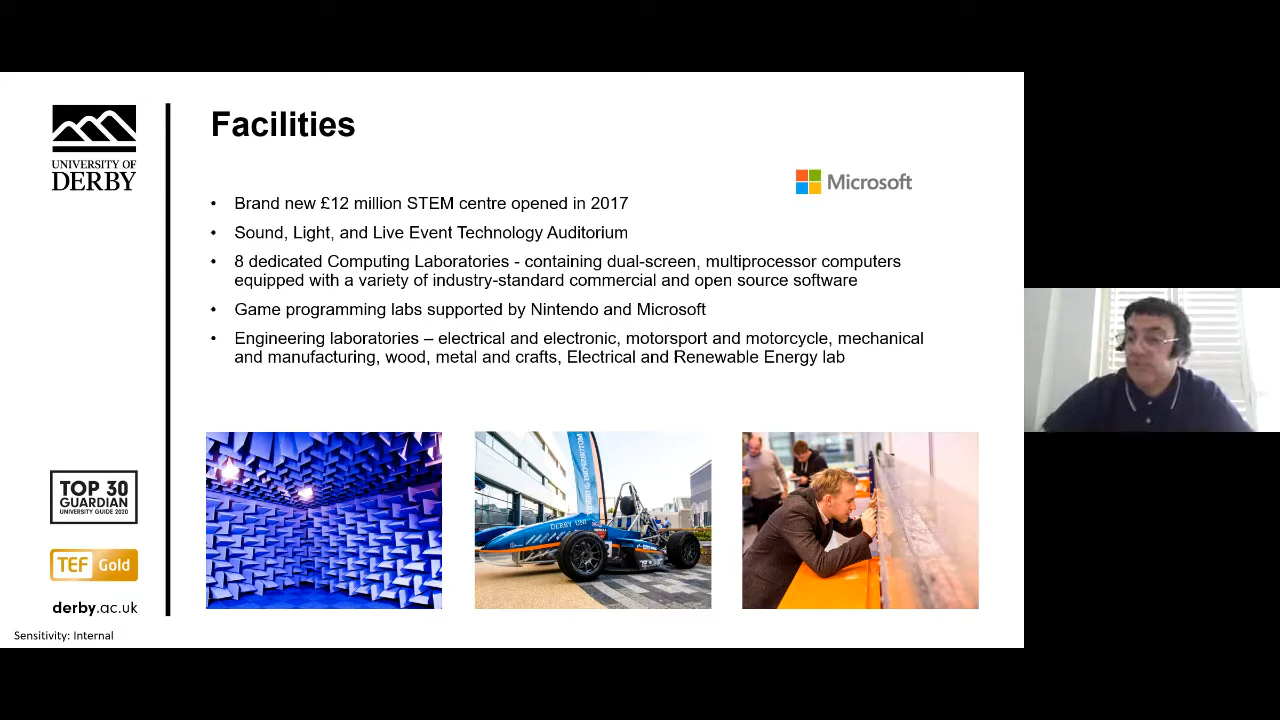 Facilities
Microsoft
• Brand new £12 million STEM centre opened in 2017
• Sound, Light, and Live Event Technology Auditorium
• 8 dedicated Computing Laboratories - containing dual-screen, multiprocessor computers
equipped with a variety of industry-standard commercial and open source software
• Game programming labs supported by Nintendo and Microsoft
• Engineering laboratories – electrical and electronic, motorsport and motorcycle, mechanical
and manufacturing, wood, metal and crafts, Electrical and Renewable Energy lab
UNIVERSITY OF
DERBY
DERBY UNI
TOP 30
GUARDIAN
UNIVERSITY GUIDE 2020
TEF Gold
derby.ac.uk
Sensitivity: Internal